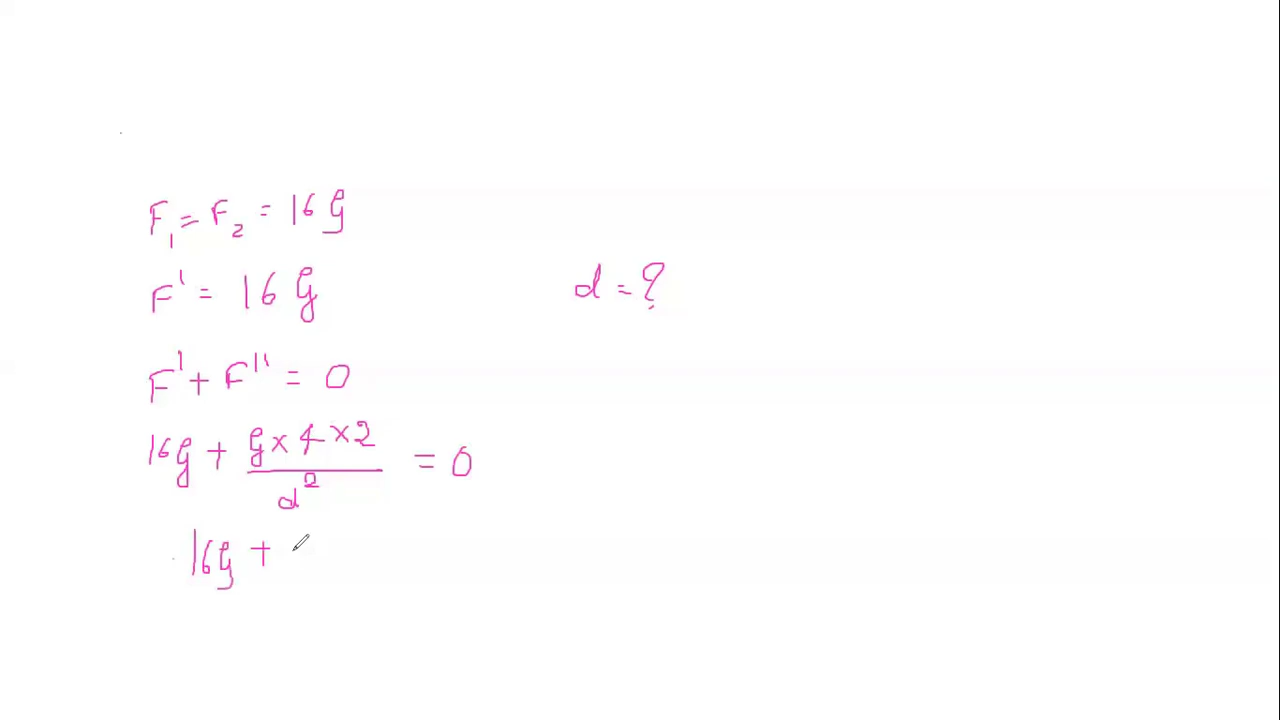 F₁ = F₂ = 16 G
F' = 16 G
d = ?
F' + F'' = 0
16G + (G × 4 × 2) / d² = 0
16G +